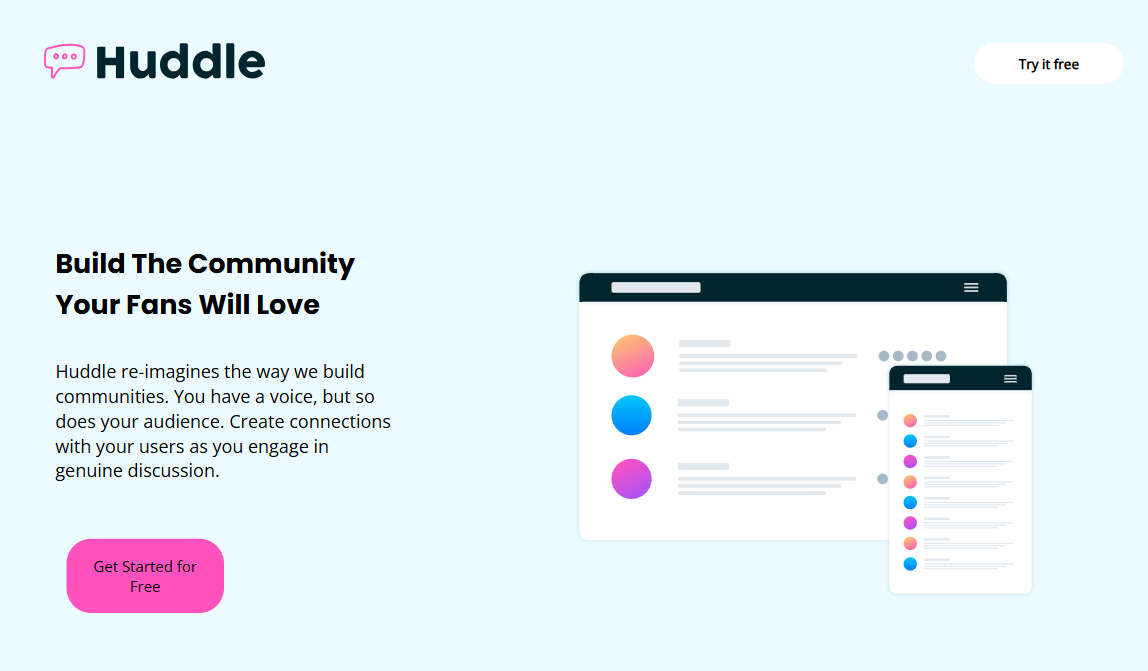 Huddle
Try it free
Build The Community
Your Fans Will Love
Huddle re-imagines the way we build
communities. You have a voice, but so
does your audience. Create connections
with your users as you engage in
genuine discussion.
Get Started for
Free